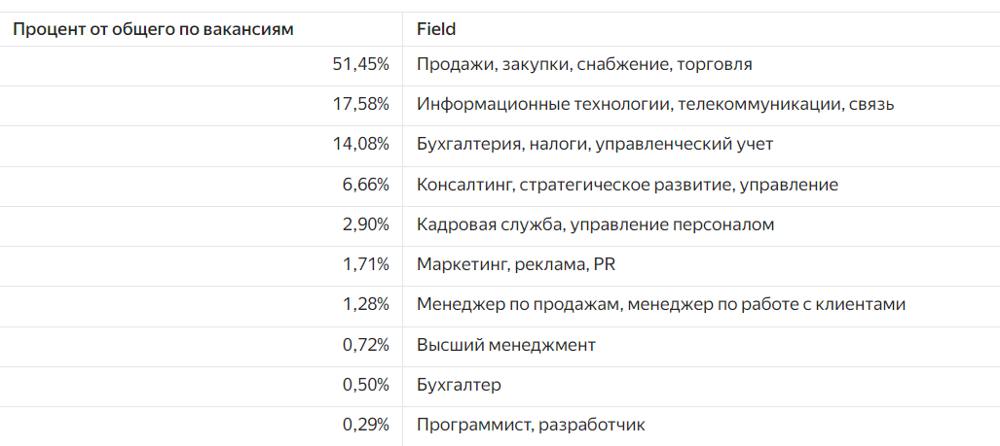 Процент от общего по вакансиям Field
51,45% Продажи, закупки, снабжение, торговля
17,58% Информационные технологии, телекоммуникации, связь
14,08% Бухгалтерия, налоги, управленческий учет
6,66% Консалтинг, стратегическое развитие, управление
2,90% Кадровая служба, управление персоналом
1,71% Маркетинг, реклама, PR
1,28% Менеджер по продажам, менеджер по работе с клиентами
0,72% Высший менеджмент
0,50% Бухгалтер
0,29% Программист, разработчик